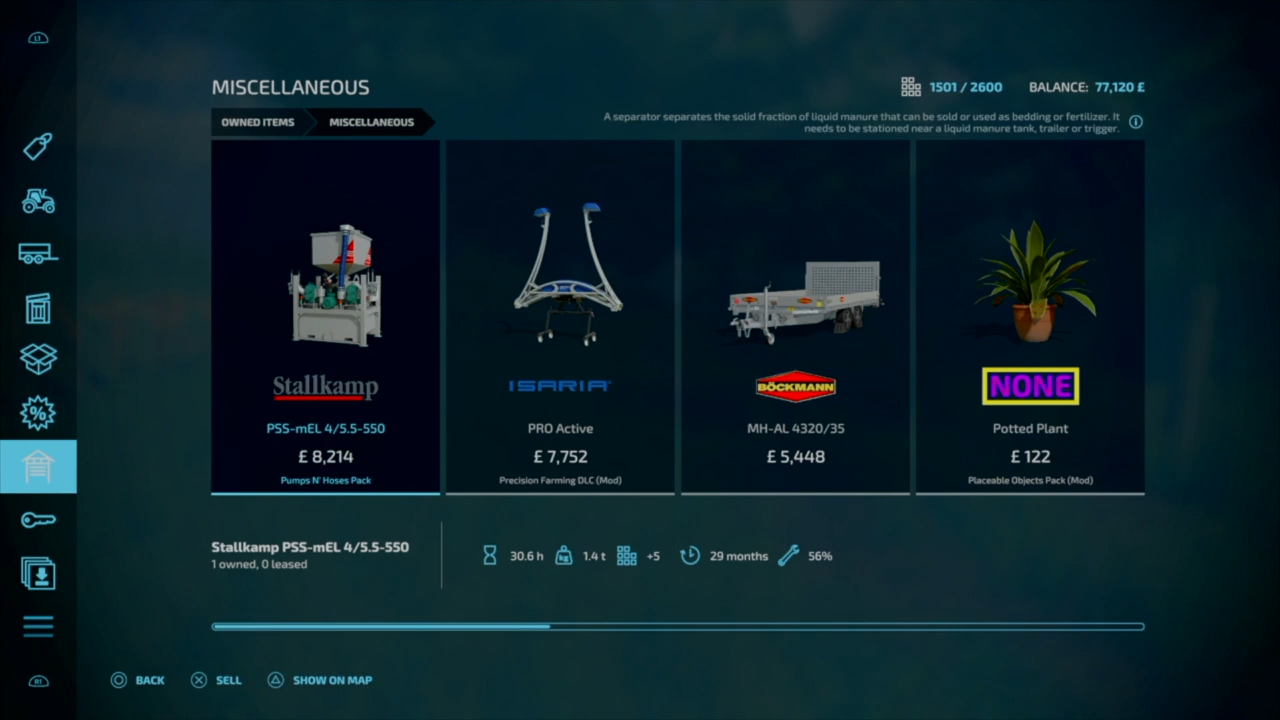 L1
MISCELLANEOUS
1501 / 2600
BALANCE: 77,120 £
OWNED ITEMS
MISCELLANEOUS
A separator separates the solid fraction of liquid manure that can be sold or used as bedding or fertilizer. It
needs to be stationed near a liquid manure tank, trailer or trigger.
Stallkamp
PSS-mEL 4/5.5-550
£ 8,214
Pumps N' Hoses Pack
ISARIA
PRO Active
£ 7,752
Precision Farming DLC (Mod)
BÖCKMANN
MH-AL 4320/35
£ 5,448
NONE
Potted Plant
£ 122
Placeable Objects Pack (Mod)
Stallkamp PSS-mEL 4/5.5-550
1 owned, 0 leased
30.6 h
kg
1.4 t
+5
29 months
56%
R1
BACK
SELL
SHOW ON MAP